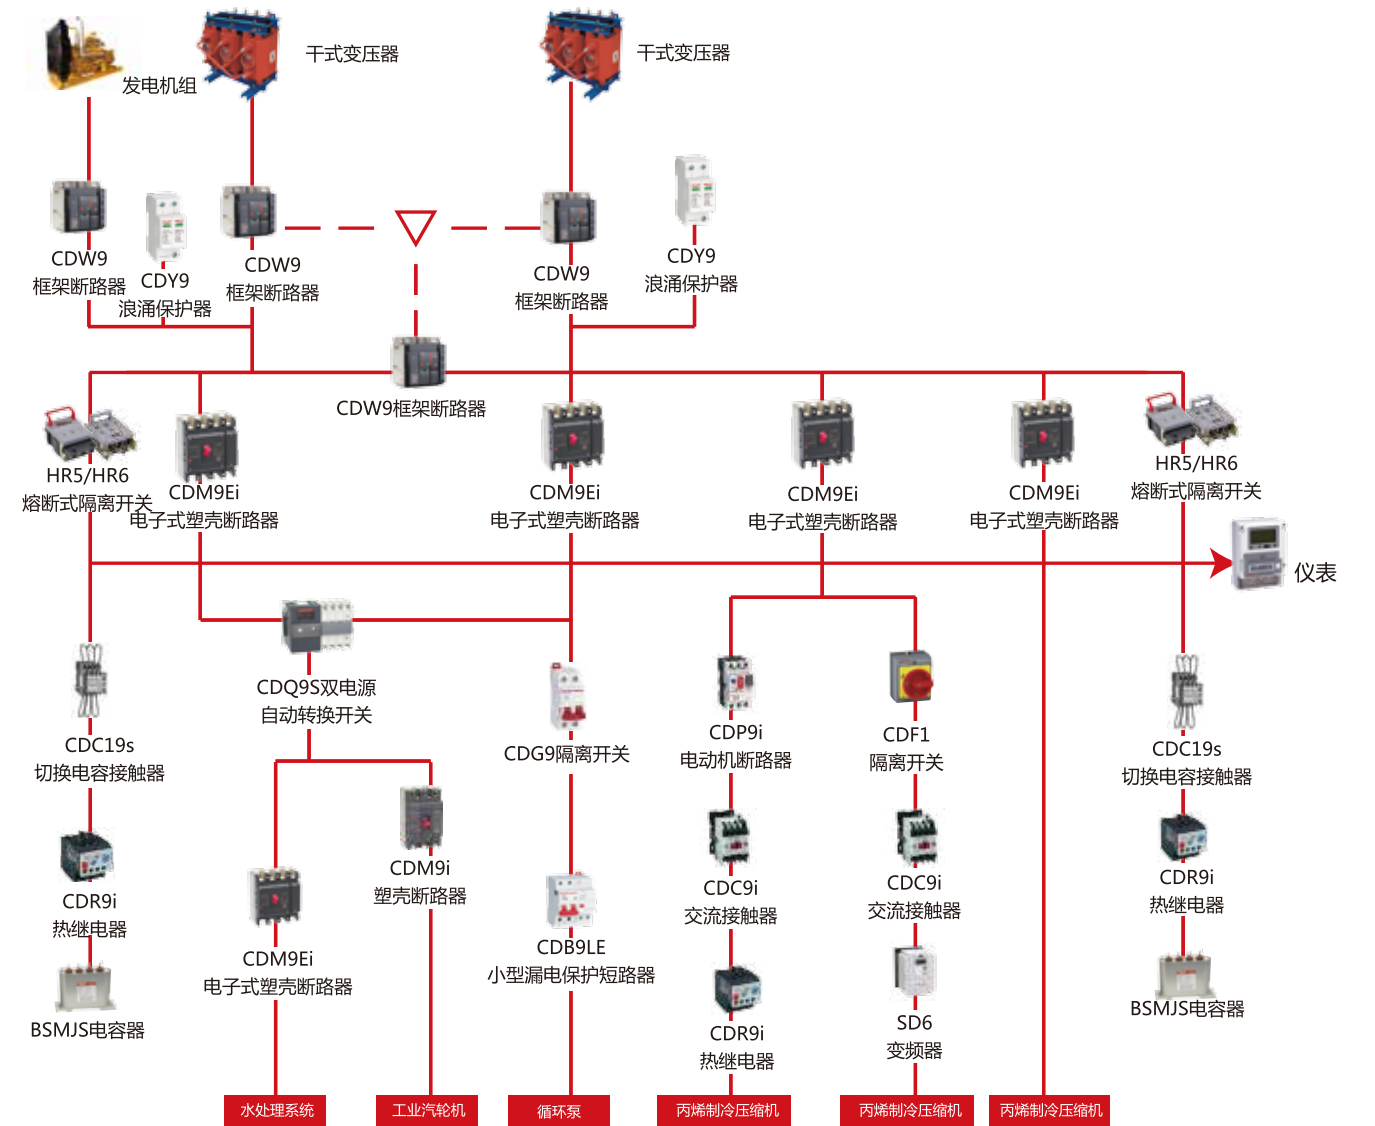 发电机组
干式变压器
干式变压器
CDW9
框架断路器
CDY9
浪涌保护器
CDW9
框架断路器
CDW9
框架断路器
CDY9
浪涌保护器
CDW9框架断路器
HR5/HR6
熔断式隔离开关
CDM9Ei
电子式塑壳断路器
CDM9Ei
电子式塑壳断路器
CDM9Ei
电子式塑壳断路器
CDM9Ei
电子式塑壳断路器
HR5/HR6
熔断式隔离开关
仪表
CDC19s
切换电容接触器
CDQ9S双电源
自动转换开关
CDG9隔离开关
CDP9i
电动机断路器
CDF1
隔离开关
CDC19s
切换电容接触器
CDR9i
热继电器
CDM9i
塑壳断路器
CDC9i
交流接触器
CDC9i
交流接触器
CDR9i
热继电器
BSMJS电容器
CDM9Ei
电子式塑壳断路器
CDB9LE
小型漏电保护短路器
CDR9i
热继电器
SD6
变频器
BSMJS电容器
水处理系统
工业汽轮机
循环泵
丙烯制冷压缩机
丙烯制冷压缩机
丙烯制冷压缩机